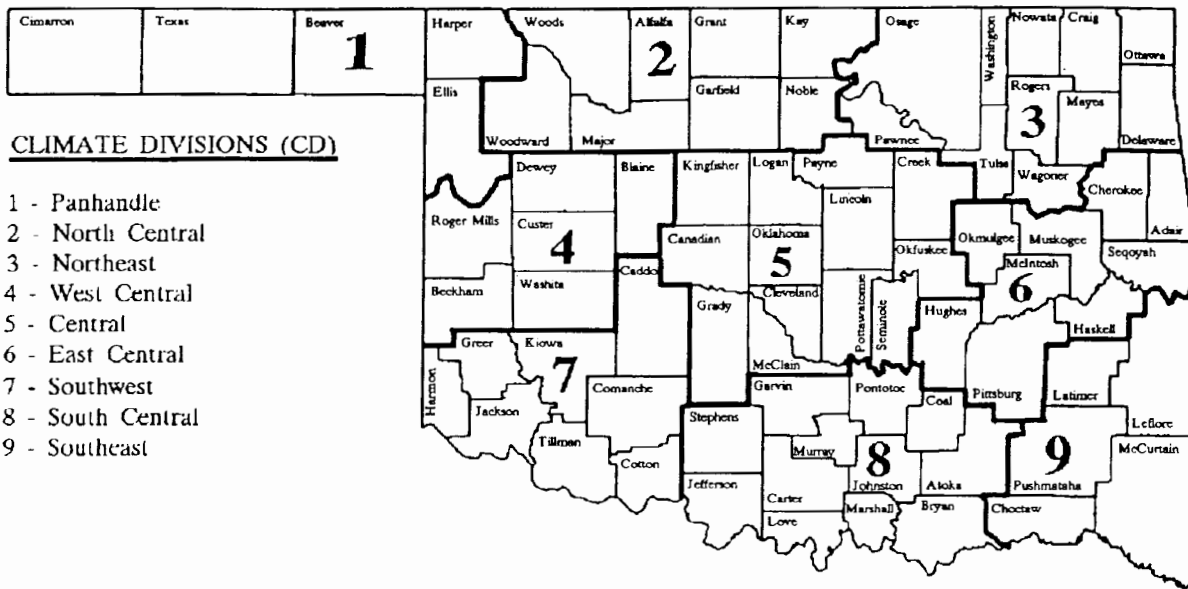 Cimarron
Texas
Beaver
1
Harper
Woods
Alfalfa
2
Grant
Kay
Osage
Washington
Nowata
Craig
Ottawa
Ellis
Woodward
Major
Garfield
Noble
Pawnee
Rogers
3
Mayes
Delaware
CLIMATE DIVISIONS (CD)
1 - Panhandle
2 - North Central
3 - Northeast
4 - West Central
5 - Central
6 - East Central
7 - Southwest
8 - South Central
9 - Southeast
Dewey
Blaine
Kingfisher
Logan
Payne
Creek
Tulsa
Wagoner
Cherokee
Adair
Roger Mills
Custer
4
Canadian
Oklahoma
5
Lincoln
Okfuskee
Okmulgee
Muskogee
Seqoyah
Beckham
Washita
Caddo
Grady
Cleveland
Pottawatomie
Seminole
Hughes
McIntosh
6
Haskell
McClain
Harmon
Greer
Kiowa
7
Jackson
Comanche
Tillman
Cotton
Stephens
Garvin
Pontotoc
Coal
Pittsburg
Latimer
Leflore
McCurtain
Murray
8
Johnston
Atoka
9
Pushmataha
Jefferson
Carter
Love
Marshall
Bryan
Choctaw